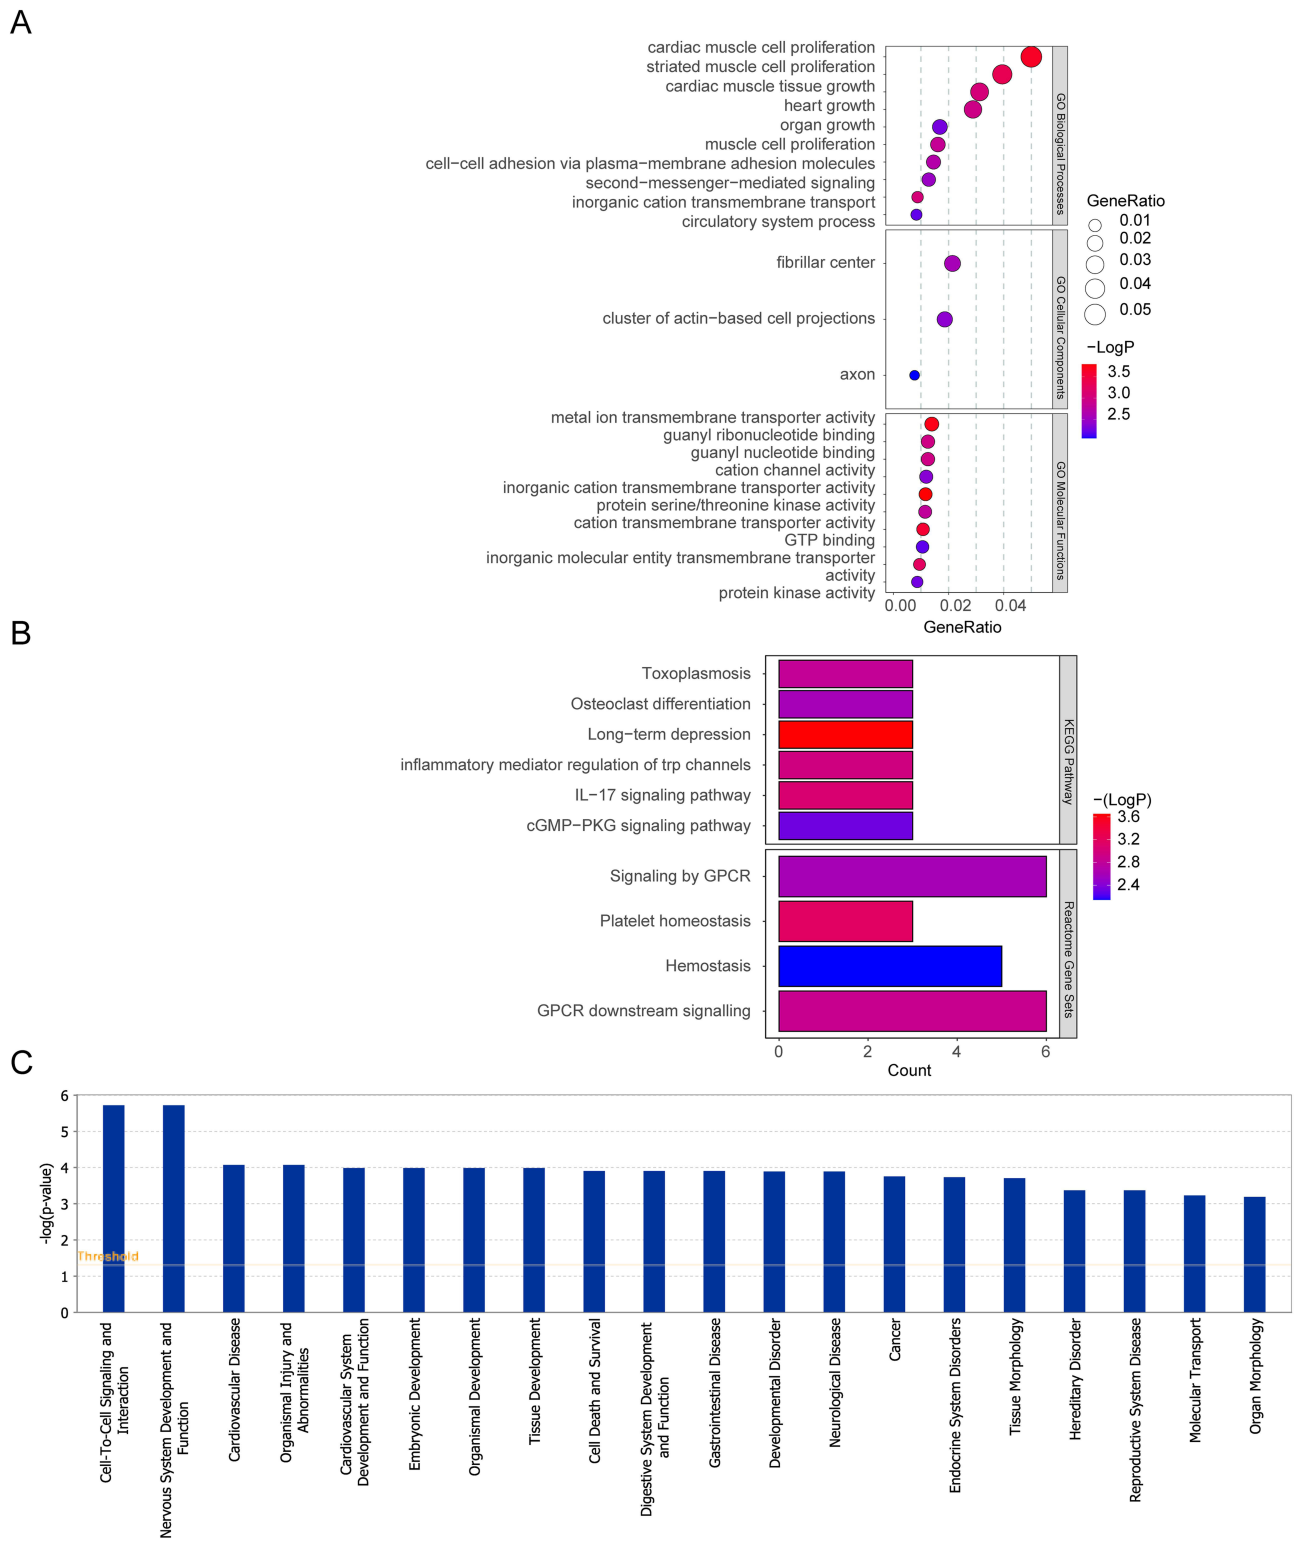 A
cardiac muscle cell proliferation
striated muscle cell proliferation
cardiac muscle tissue growth
heart growth
organ growth
muscle cell proliferation
cell−cell adhesion via plasma−membrane adhesion molecules
second−messenger−mediated signaling
inorganic cation transmembrane transport
circulatory system process
GO Biological Processes
fibrillar center
cluster of actin−based cell projections
axon
GO Cellular Components
metal ion transmembrane transporter activity
guanyl ribonucleotide binding
guanyl nucleotide binding
cation channel activity
inorganic cation transmembrane transporter activity
protein serine/threonine kinase activity
cation transmembrane transporter activity
GTP binding
inorganic molecular entity transmembrane transporter
activity
protein kinase activity
GO Molecular Functions
0.00 0.02 0.04
GeneRatio
GeneRatio
0.01
0.02
0.03
0.04
0.05
−LogP
3.5
3.0
2.5
B
Toxoplasmosis
Osteoclast differentiation
Long−term depression
inflammatory mediator regulation of trp channels
IL−17 signaling pathway
cGMP−PKG signaling pathway
KEGG Pathway
Signaling by GPCR
Platelet homeostasis
Hemostasis
GPCR downstream signalling
Reactome Gene Sets
0 2 4 6
Count
−(LogP)
3.6
3.2
2.8
2.4
C
-log(p-value)
6
5
4
3
2
1
0
Threshold
Cell-To-Cell Signaling and
Interaction
Nervous System Development and
Function
Cardiovascular Disease
Organismal Injury and
Abnormalities
Cardiovascular System
Development and Function
Embryonic Development
Organismal Development
Tissue Development
Cell Death and Survival
Digestive System Development
and Function
Gastrointestinal Disease
Developmental Disorder
Neurological Disease
Cancer
Endocrine System Disorders
Tissue Morphology
Hereditary Disorder
Reproductive System Disease
Molecular Transport
Organ Morphology